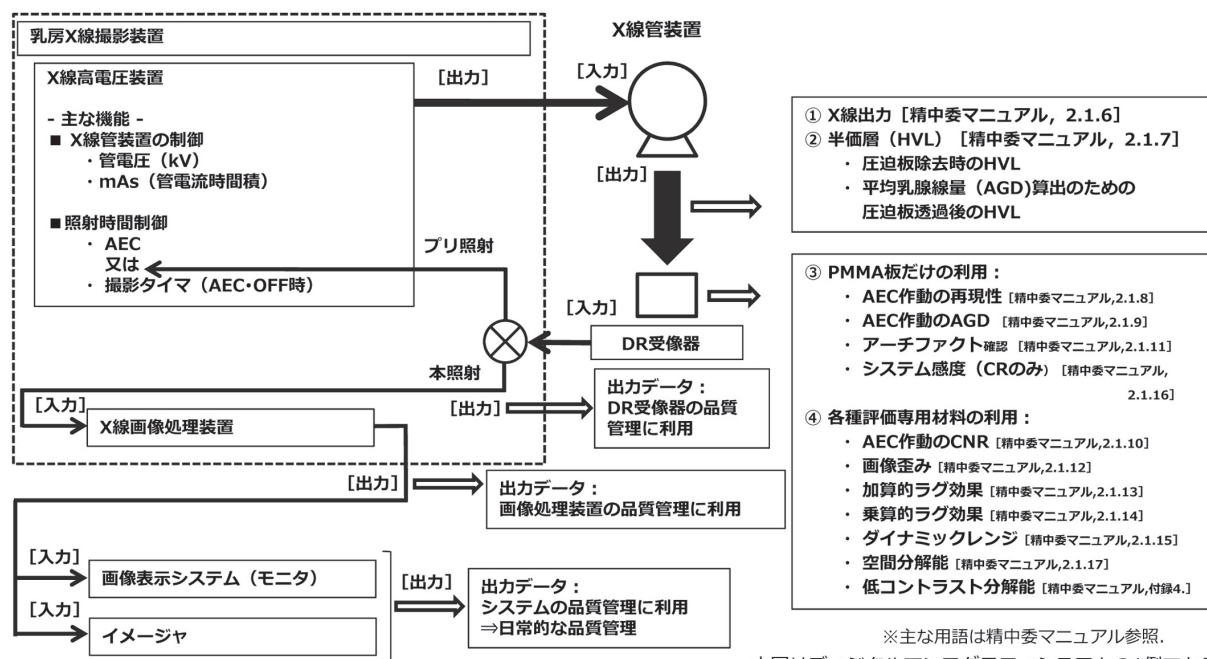 乳房X線撮影装置
X線高電圧装置
- 主な機能 -
■ X線管装置の制御
・管電圧（kV）
・mAs（管電流時間積）
■照射時間制御
・ AEC
又は
・ 撮影タイマ（AEC･OFF時）
[出力]
[入力]
X線管装置
[出力]
プリ照射
[入力]
DR受像器
本照射
[出力]
出力データ：
DR受像器の品質
管理に利用
[入力]
X線画像処理装置
[出力]
出力データ：
画像処理装置の品質管理に利用
[入力]
画像表示システム（モニタ）
[入力]
イメージャ
[出力]
出力データ：
システムの品質管理に利用
⇒日常的な品質管理
① X線出力［精中委マニュアル，2.1.6］
② 半価層（HVL）［精中委マニュアル，2.1.7］
・ 圧迫板除去時のHVL
・ 平均乳腺線量（AGD)算出のための
圧迫板透過後のHVL
③ PMMA板だけの利用：
・ AEC作動の再現性［精中委マニュアル,2.1.8］
・ AEC作動のAGD［精中委マニュアル,2.1.9］
・ アーチファクト確認［精中委マニュアル,2.1.11］
・ システム感度（CRのみ）［精中委マニュアル，
2.1.16］
④ 各種評価専用材料の利用：
・ AEC作動のCNR［精中委マニュアル,2.1.10］
・ 画像歪み［精中委マニュアル,2.1.12］
・ 加算的ラグ効果［精中委マニュアル,2.1.13］
・ 乗算的ラグ効果［精中委マニュアル,2.1.14］
・ ダイナミックレンジ［精中委マニュアル,2.1.15］
・ 空間分解能［精中委マニュアル,2.1.17］
・ 低コントラスト分解能［精中委マニュアル,付録4.］
※主な用語は精中委マニュアル参照．